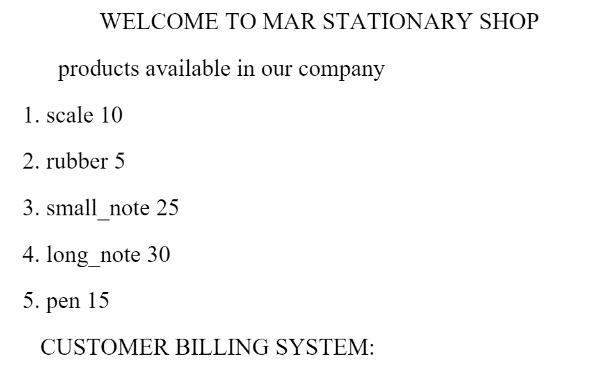 WELCOME TO MAR STATIONARY SHOP
products available in our company
1. scale 10
2. rubber 5
3. small_note 25
4. long_note 30
5. pen 15
CUSTOMER BILLING SYSTEM: